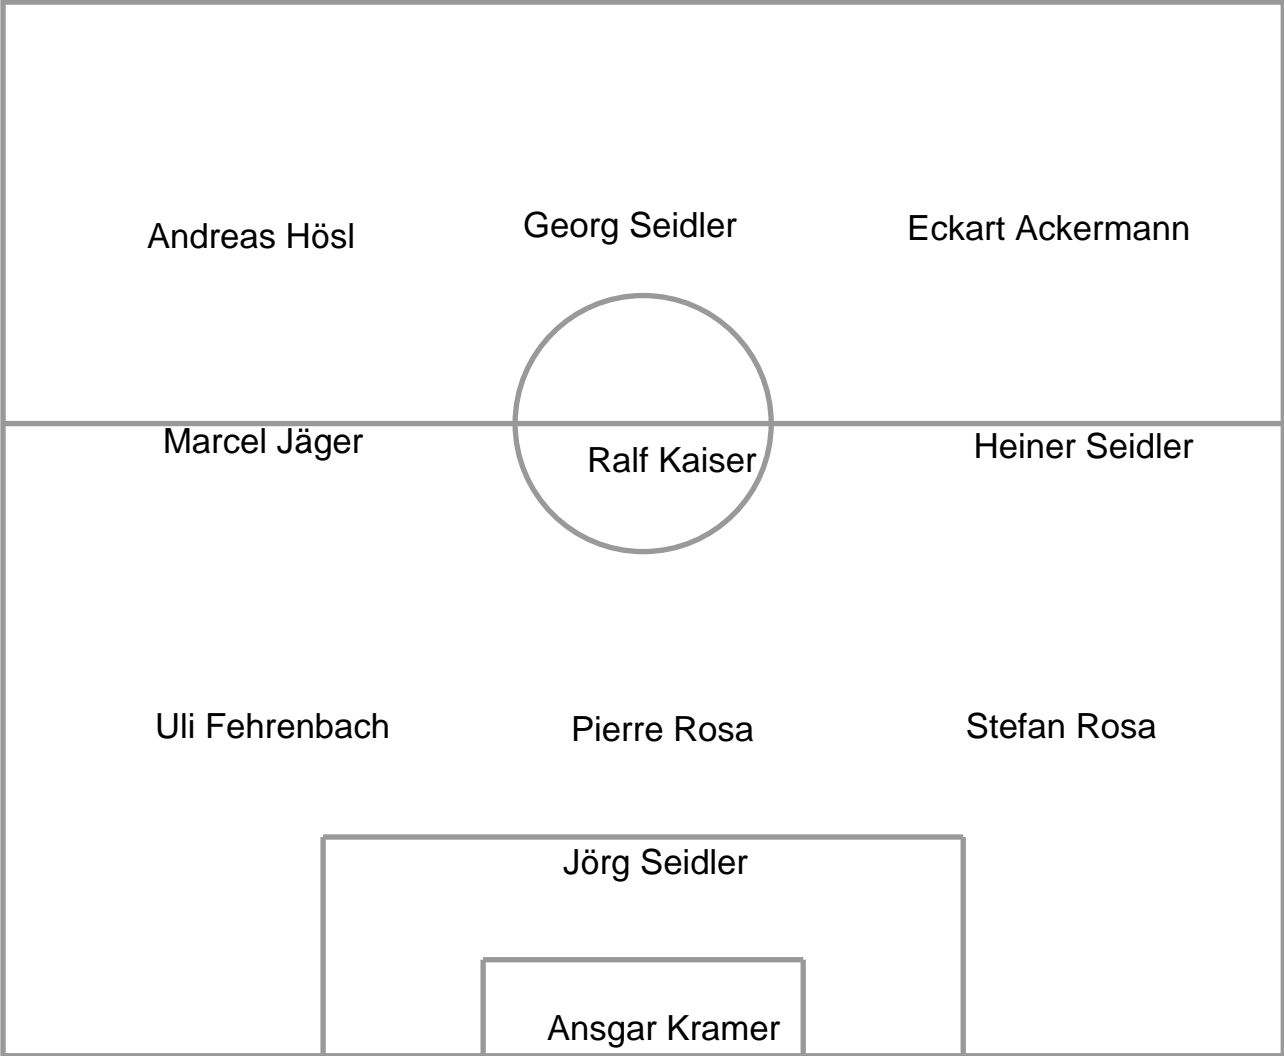 Andreas Hösl
Georg Seidler
Eckart Ackermann
Marcel Jäger
Ralf Kaiser
Heiner Seidler
Uli Fehrenbach
Pierre Rosa
Stefan Rosa
Jörg Seidler
Ansgar Kramer